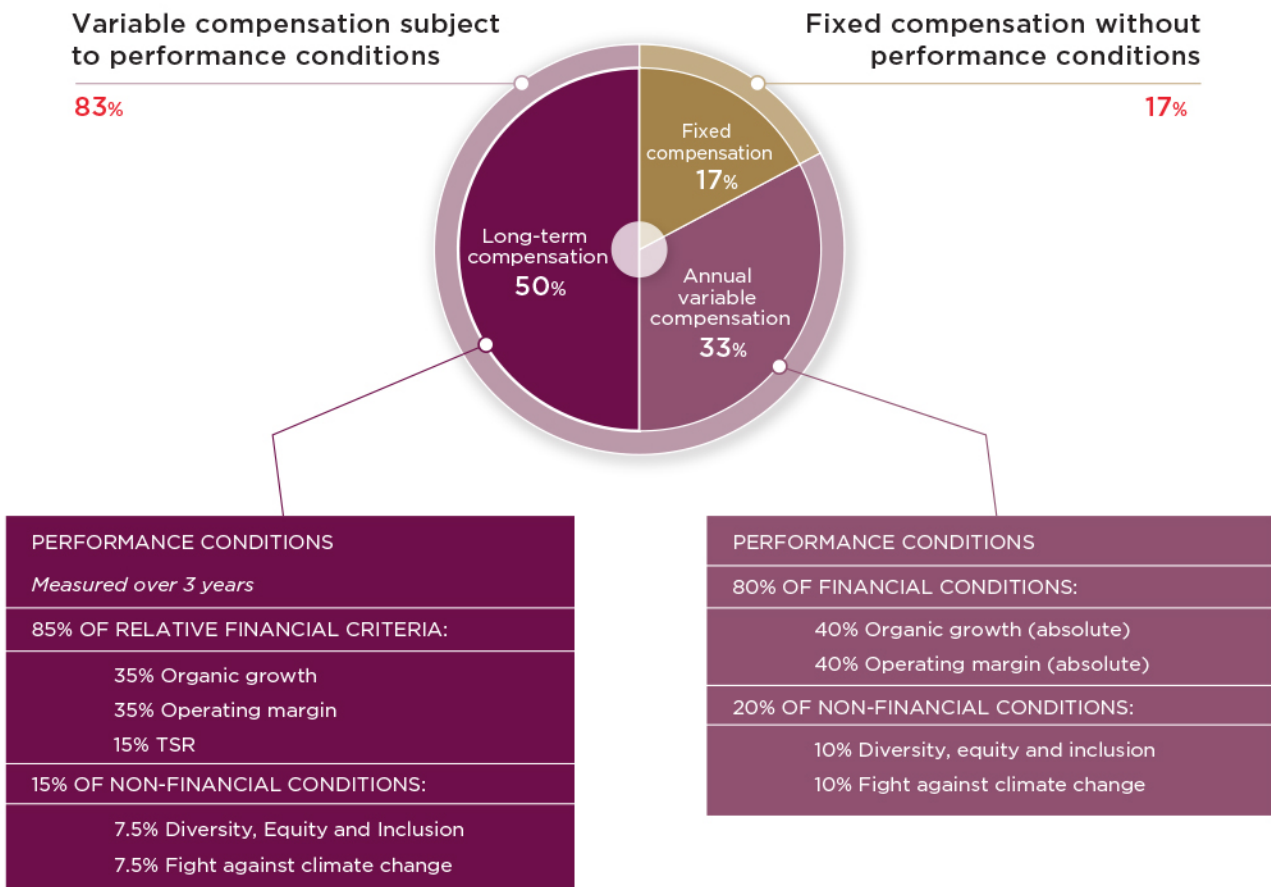 Variable compensation subject
to performance conditions
83%
Fixed compensation without
performance conditions
17%
Fixed
compensation
17%
Long-term
compensation
50%
Annual
variable
compensation
33%
PERFORMANCE CONDITIONS
Measured over 3 years
85% OF RELATIVE FINANCIAL CRITERIA:
35% Organic growth
35% Operating margin
15% TSR
15% OF NON-FINANCIAL CONDITIONS:
7.5% Diversity, Equity and Inclusion
7.5% Fight against climate change
PERFORMANCE CONDITIONS
80% OF FINANCIAL CONDITIONS:
40% Organic growth (absolute)
40% Operating margin (absolute)
20% OF NON-FINANCIAL CONDITIONS:
10% Diversity, equity and inclusion
10% Fight against climate change